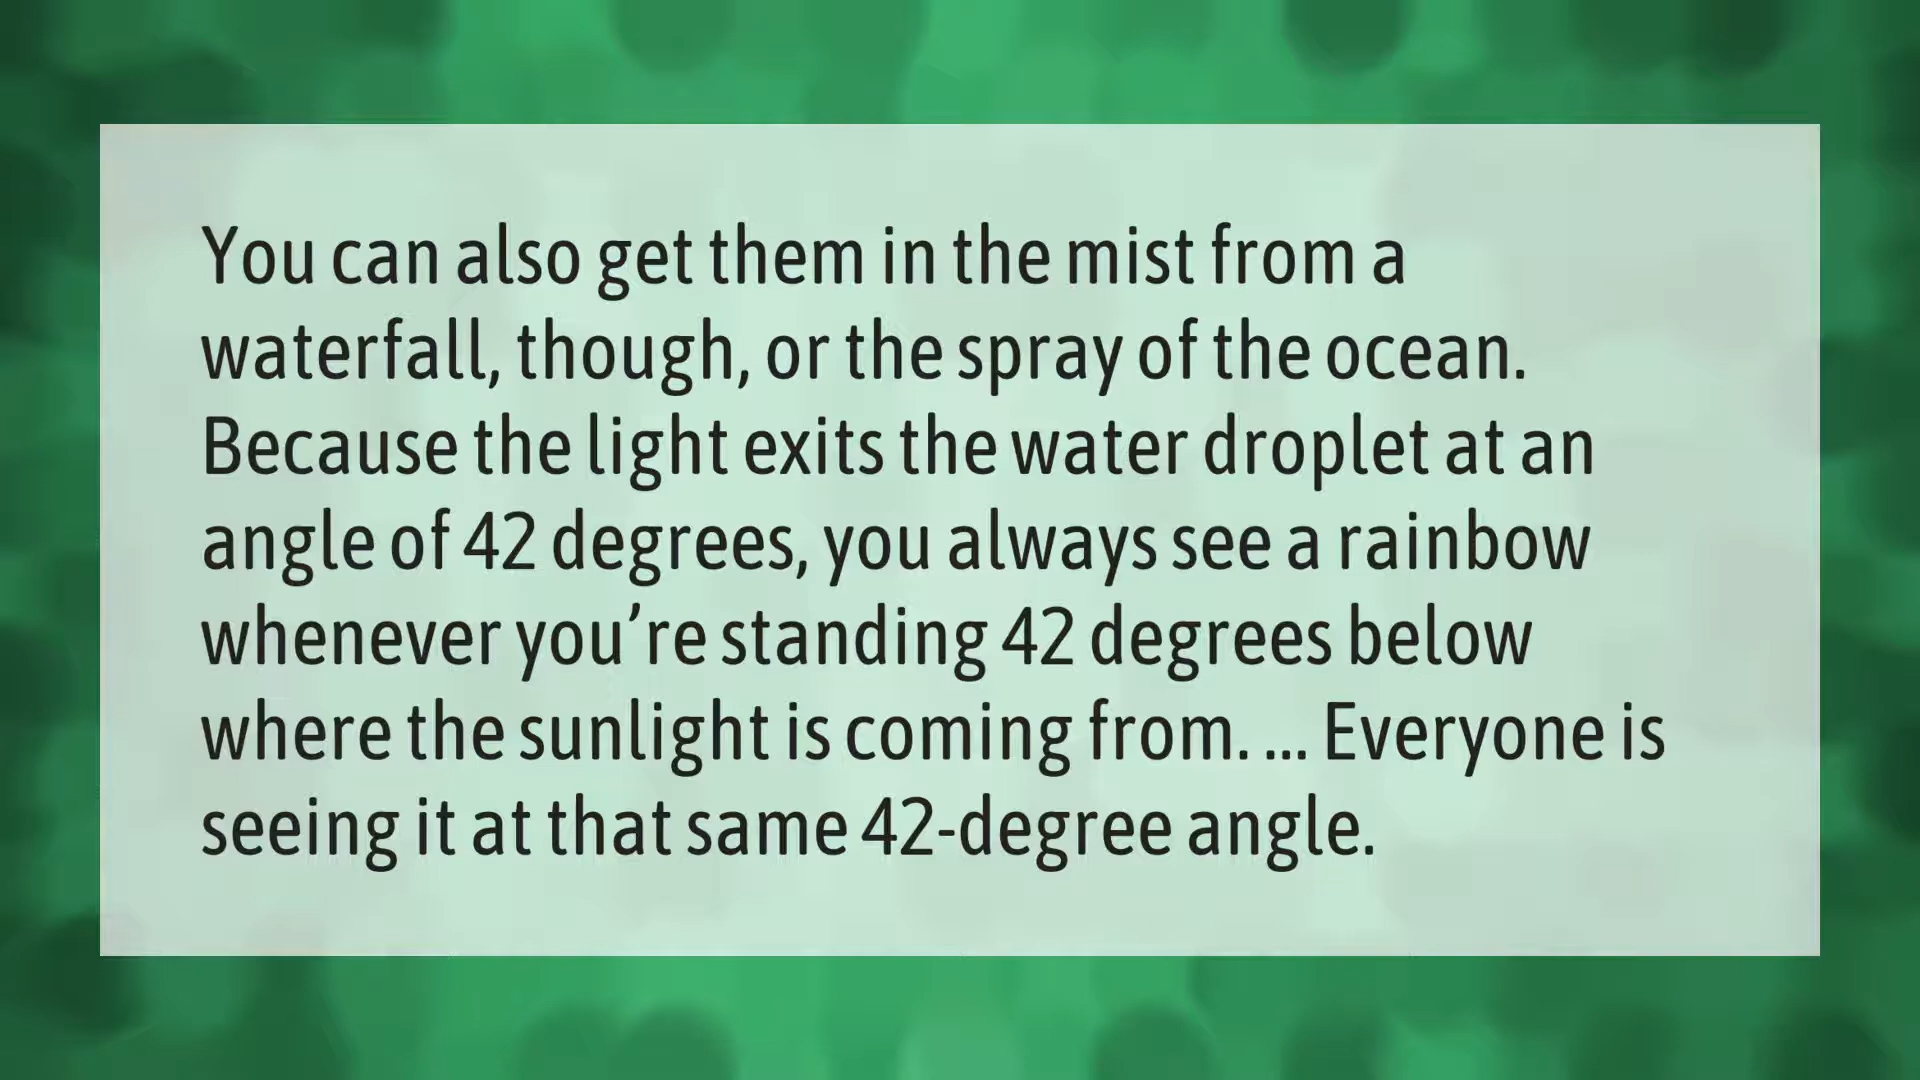 You can also get them in the mist from a
waterfall, though, or the spray of the ocean.
Because the light exits the water droplet at an
angle of 42 degrees, you always see a rainbow
whenever you’re standing 42 degrees below
where the sunlight is coming from. ... Everyone is
seeing it at that same 42-degree angle.